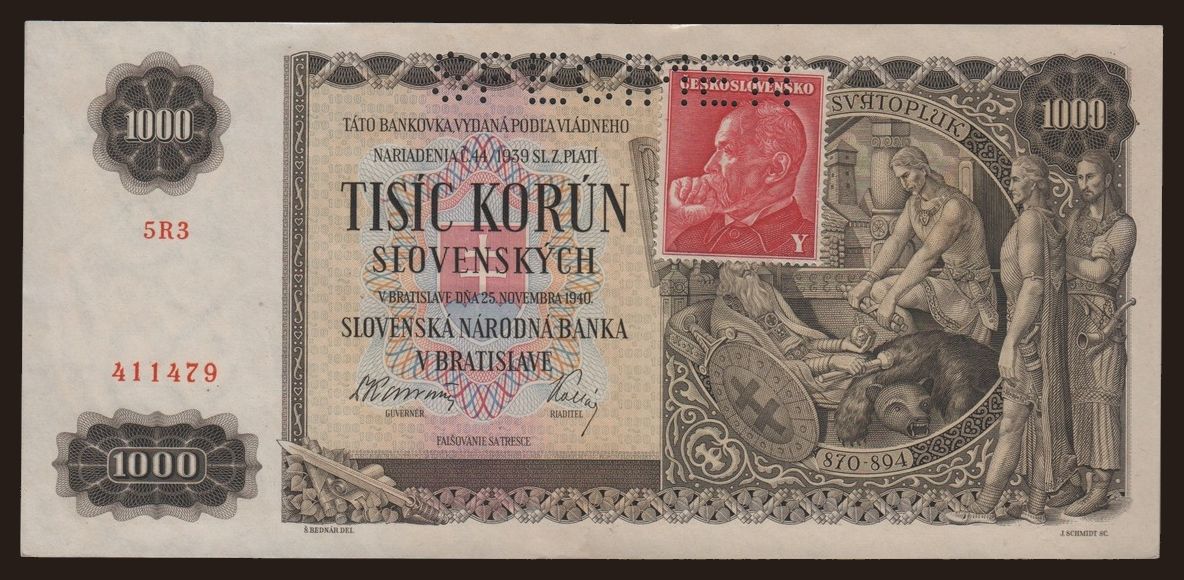 1000
5R3
411479
1000
TÁTO BANKOVKA VYDANÁ PODĽA VLÁDNEHO
NARIADENIA Č. 44/1939 SL. Z. PLATÍ
TISÍC KORÚN
SLOVENSKÝCH
V BRATISLAVE DŇA 25. NOVEMBRA 1940.
SLOVENSKÁ NÁRODNÁ BANKA
V BRATISLAVE
GUVERNÉR
RIADITEĽ
FALŠOVANIE SA TRESCE
ČESKOSLOVENSKO
Y
SVÄTOPLUK
1000
870-894
Š. BEDNÁR DEL.
J. SCHMIDT SC.